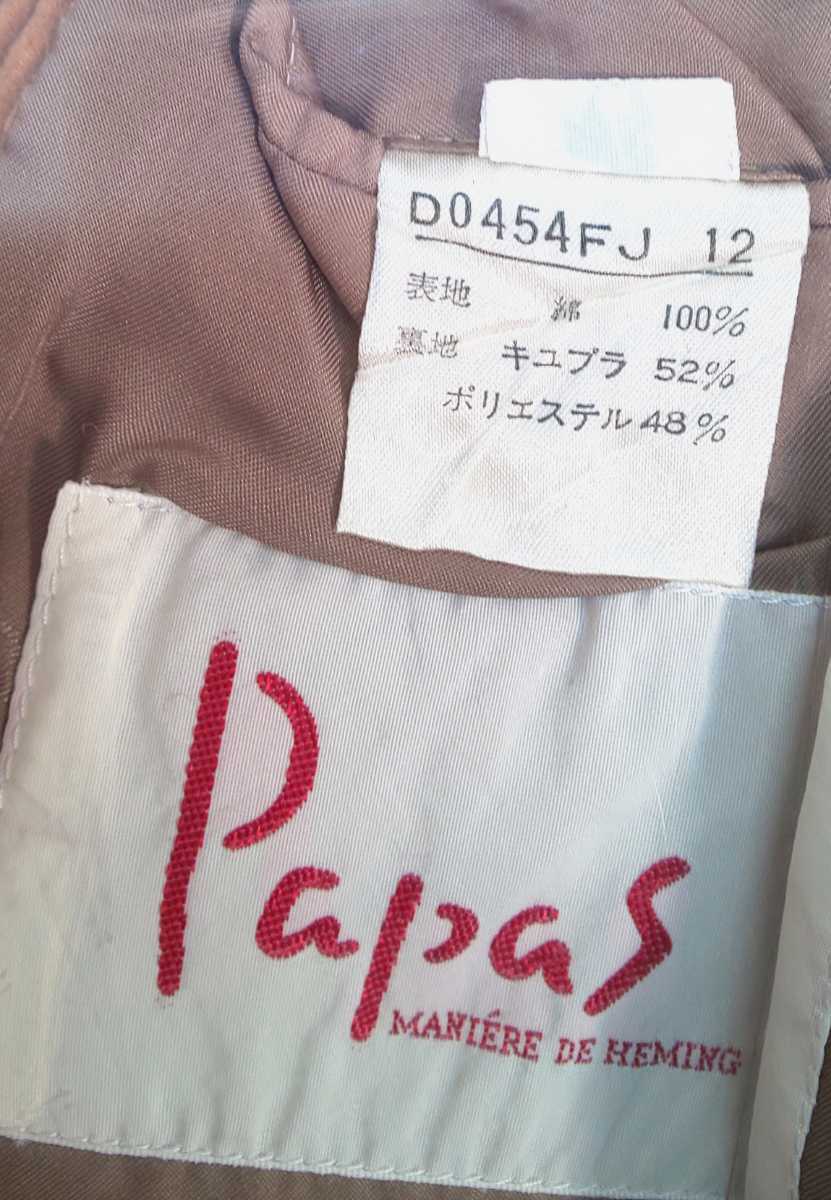 D0454FJ 12
表地 綿 100%
裏地 キユプラ 52%
ポリエステル 48%
Papas
MANIÉRE DE HEMING